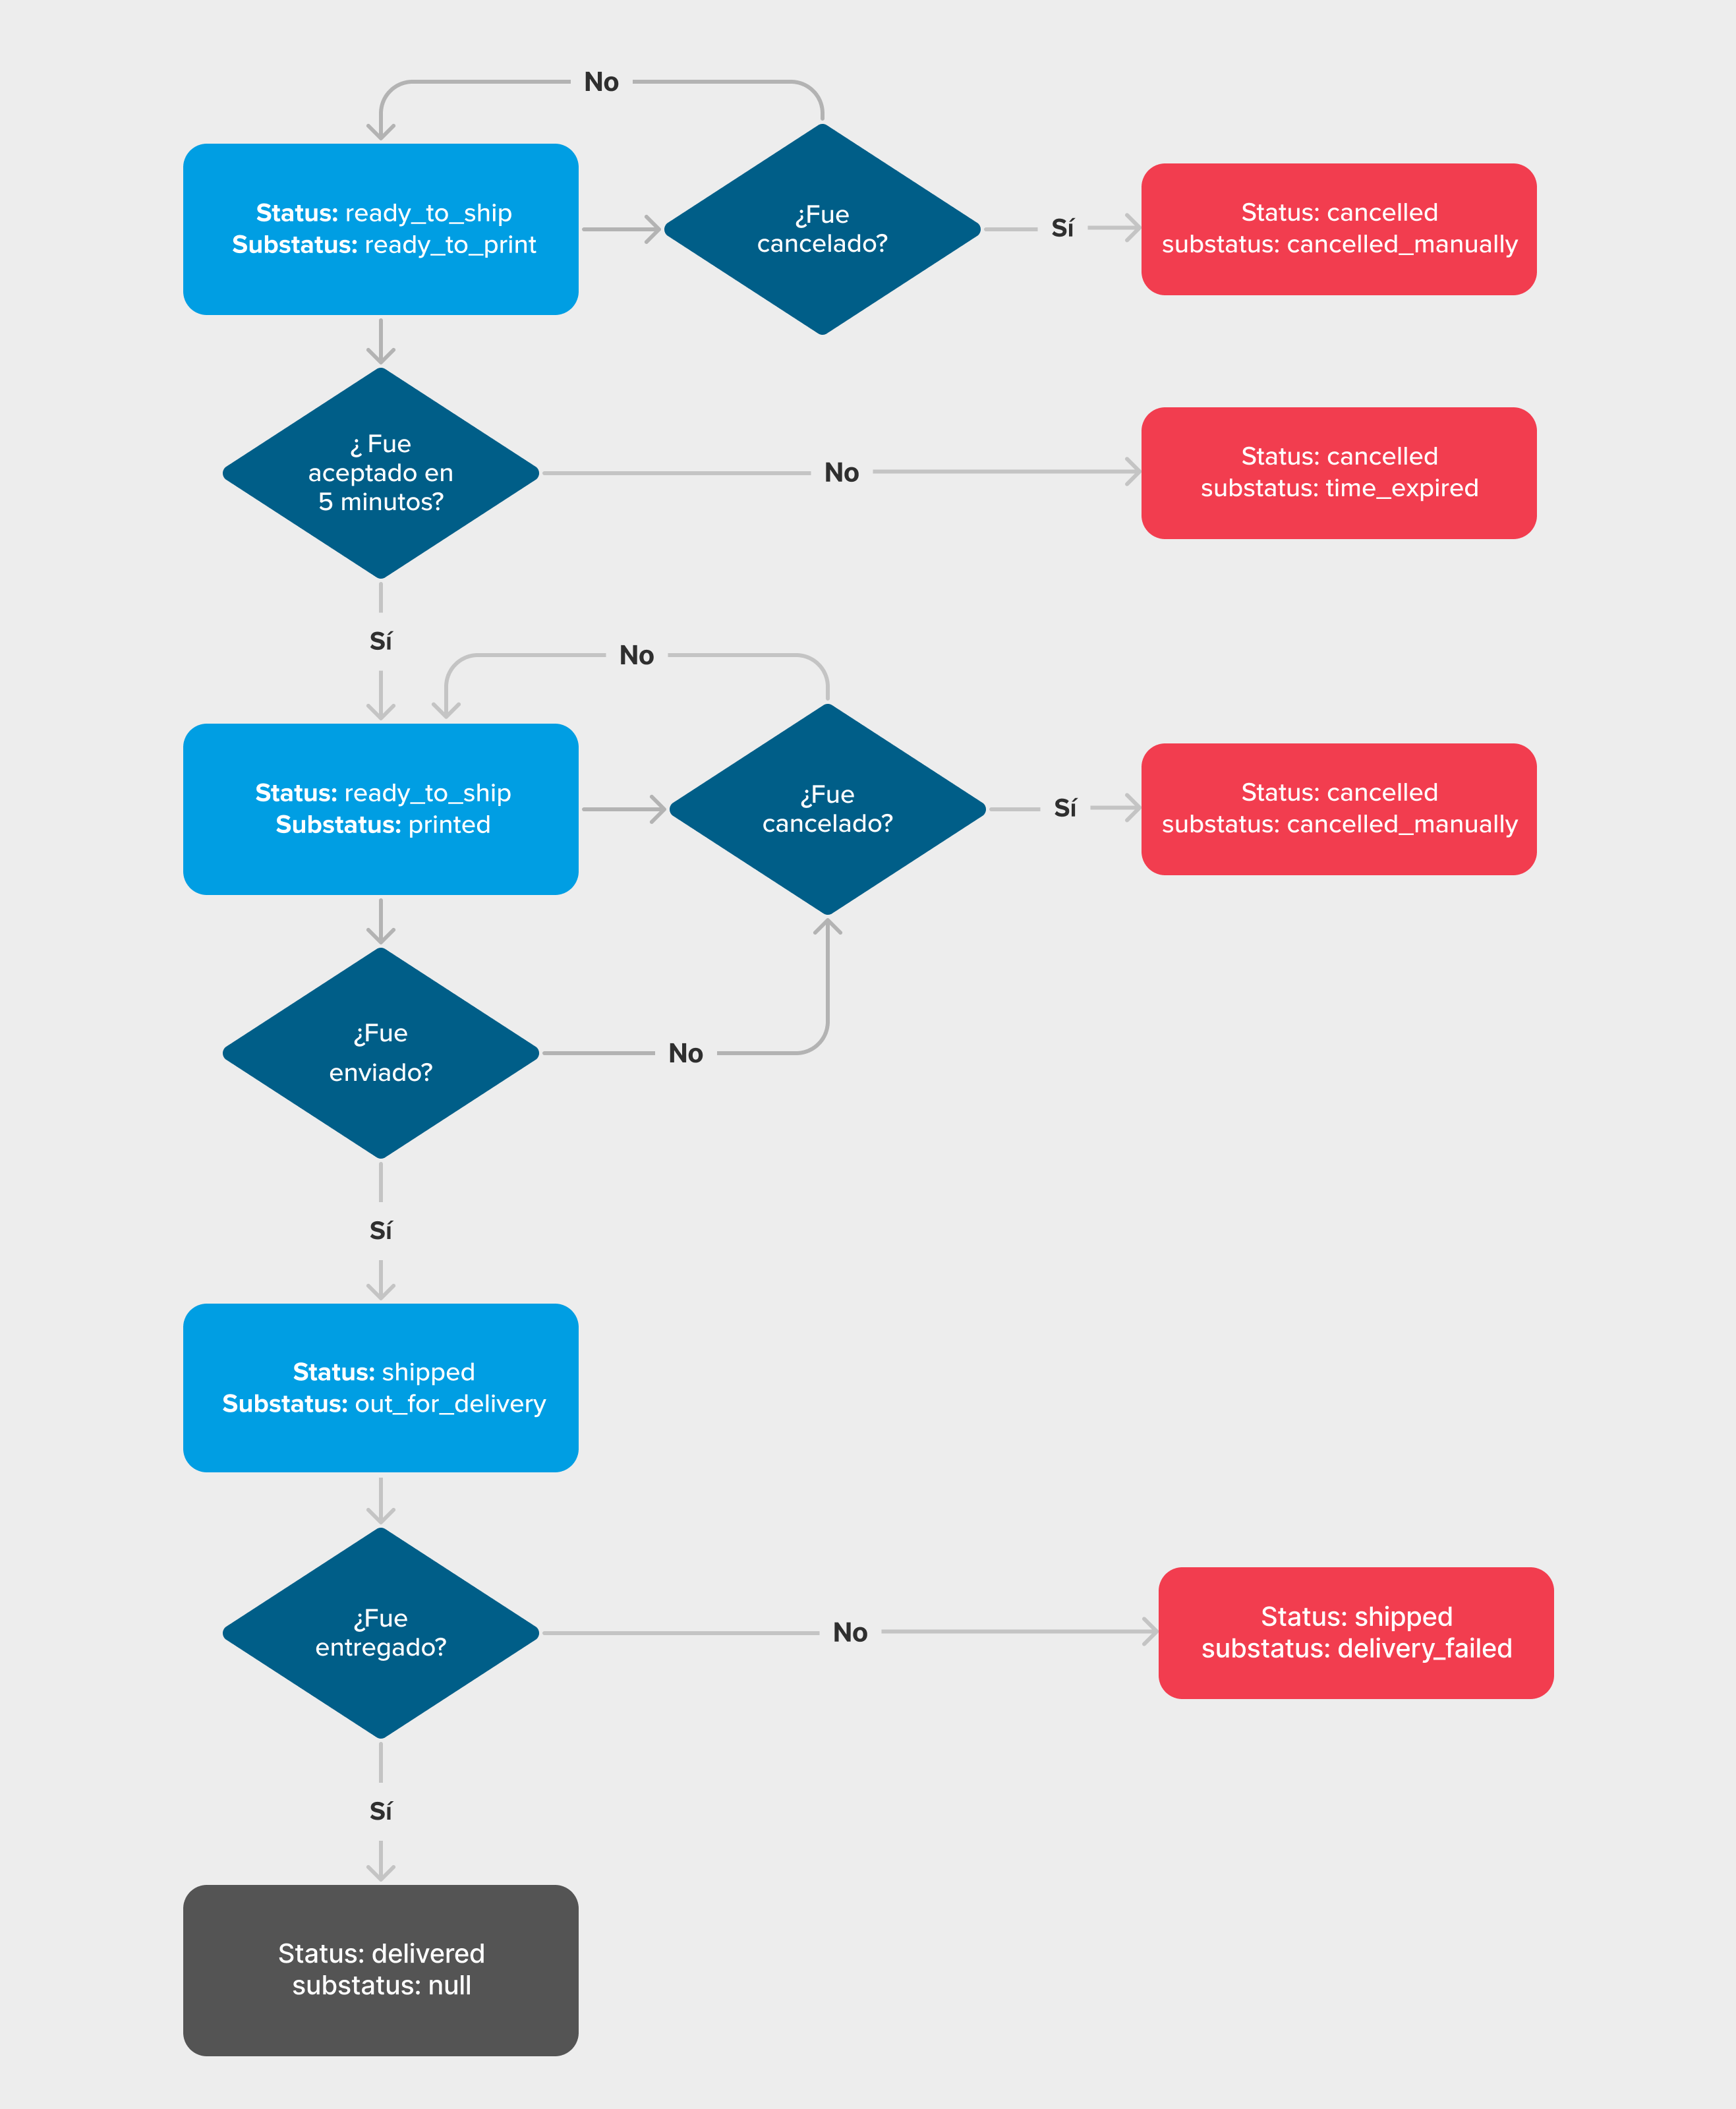 No
Status: ready_to_ship
Substatus: ready_to_print
¿Fue
cancelado?
Sí
Status: cancelled
substatus: cancelled_manually
¿ Fue
aceptado en
5 minutos?
No
Status: cancelled
substatus: time_expired
Sí
No
Status: ready_to_ship
Substatus: printed
¿Fue
cancelado?
Sí
Status: cancelled
substatus: cancelled_manually
¿Fue
enviado?
No
Sí
Status: shipped
Substatus: out_for_delivery
¿Fue
entregado?
No
Status: shipped
substatus: delivery_failed
Sí
Status: delivered
substatus: null